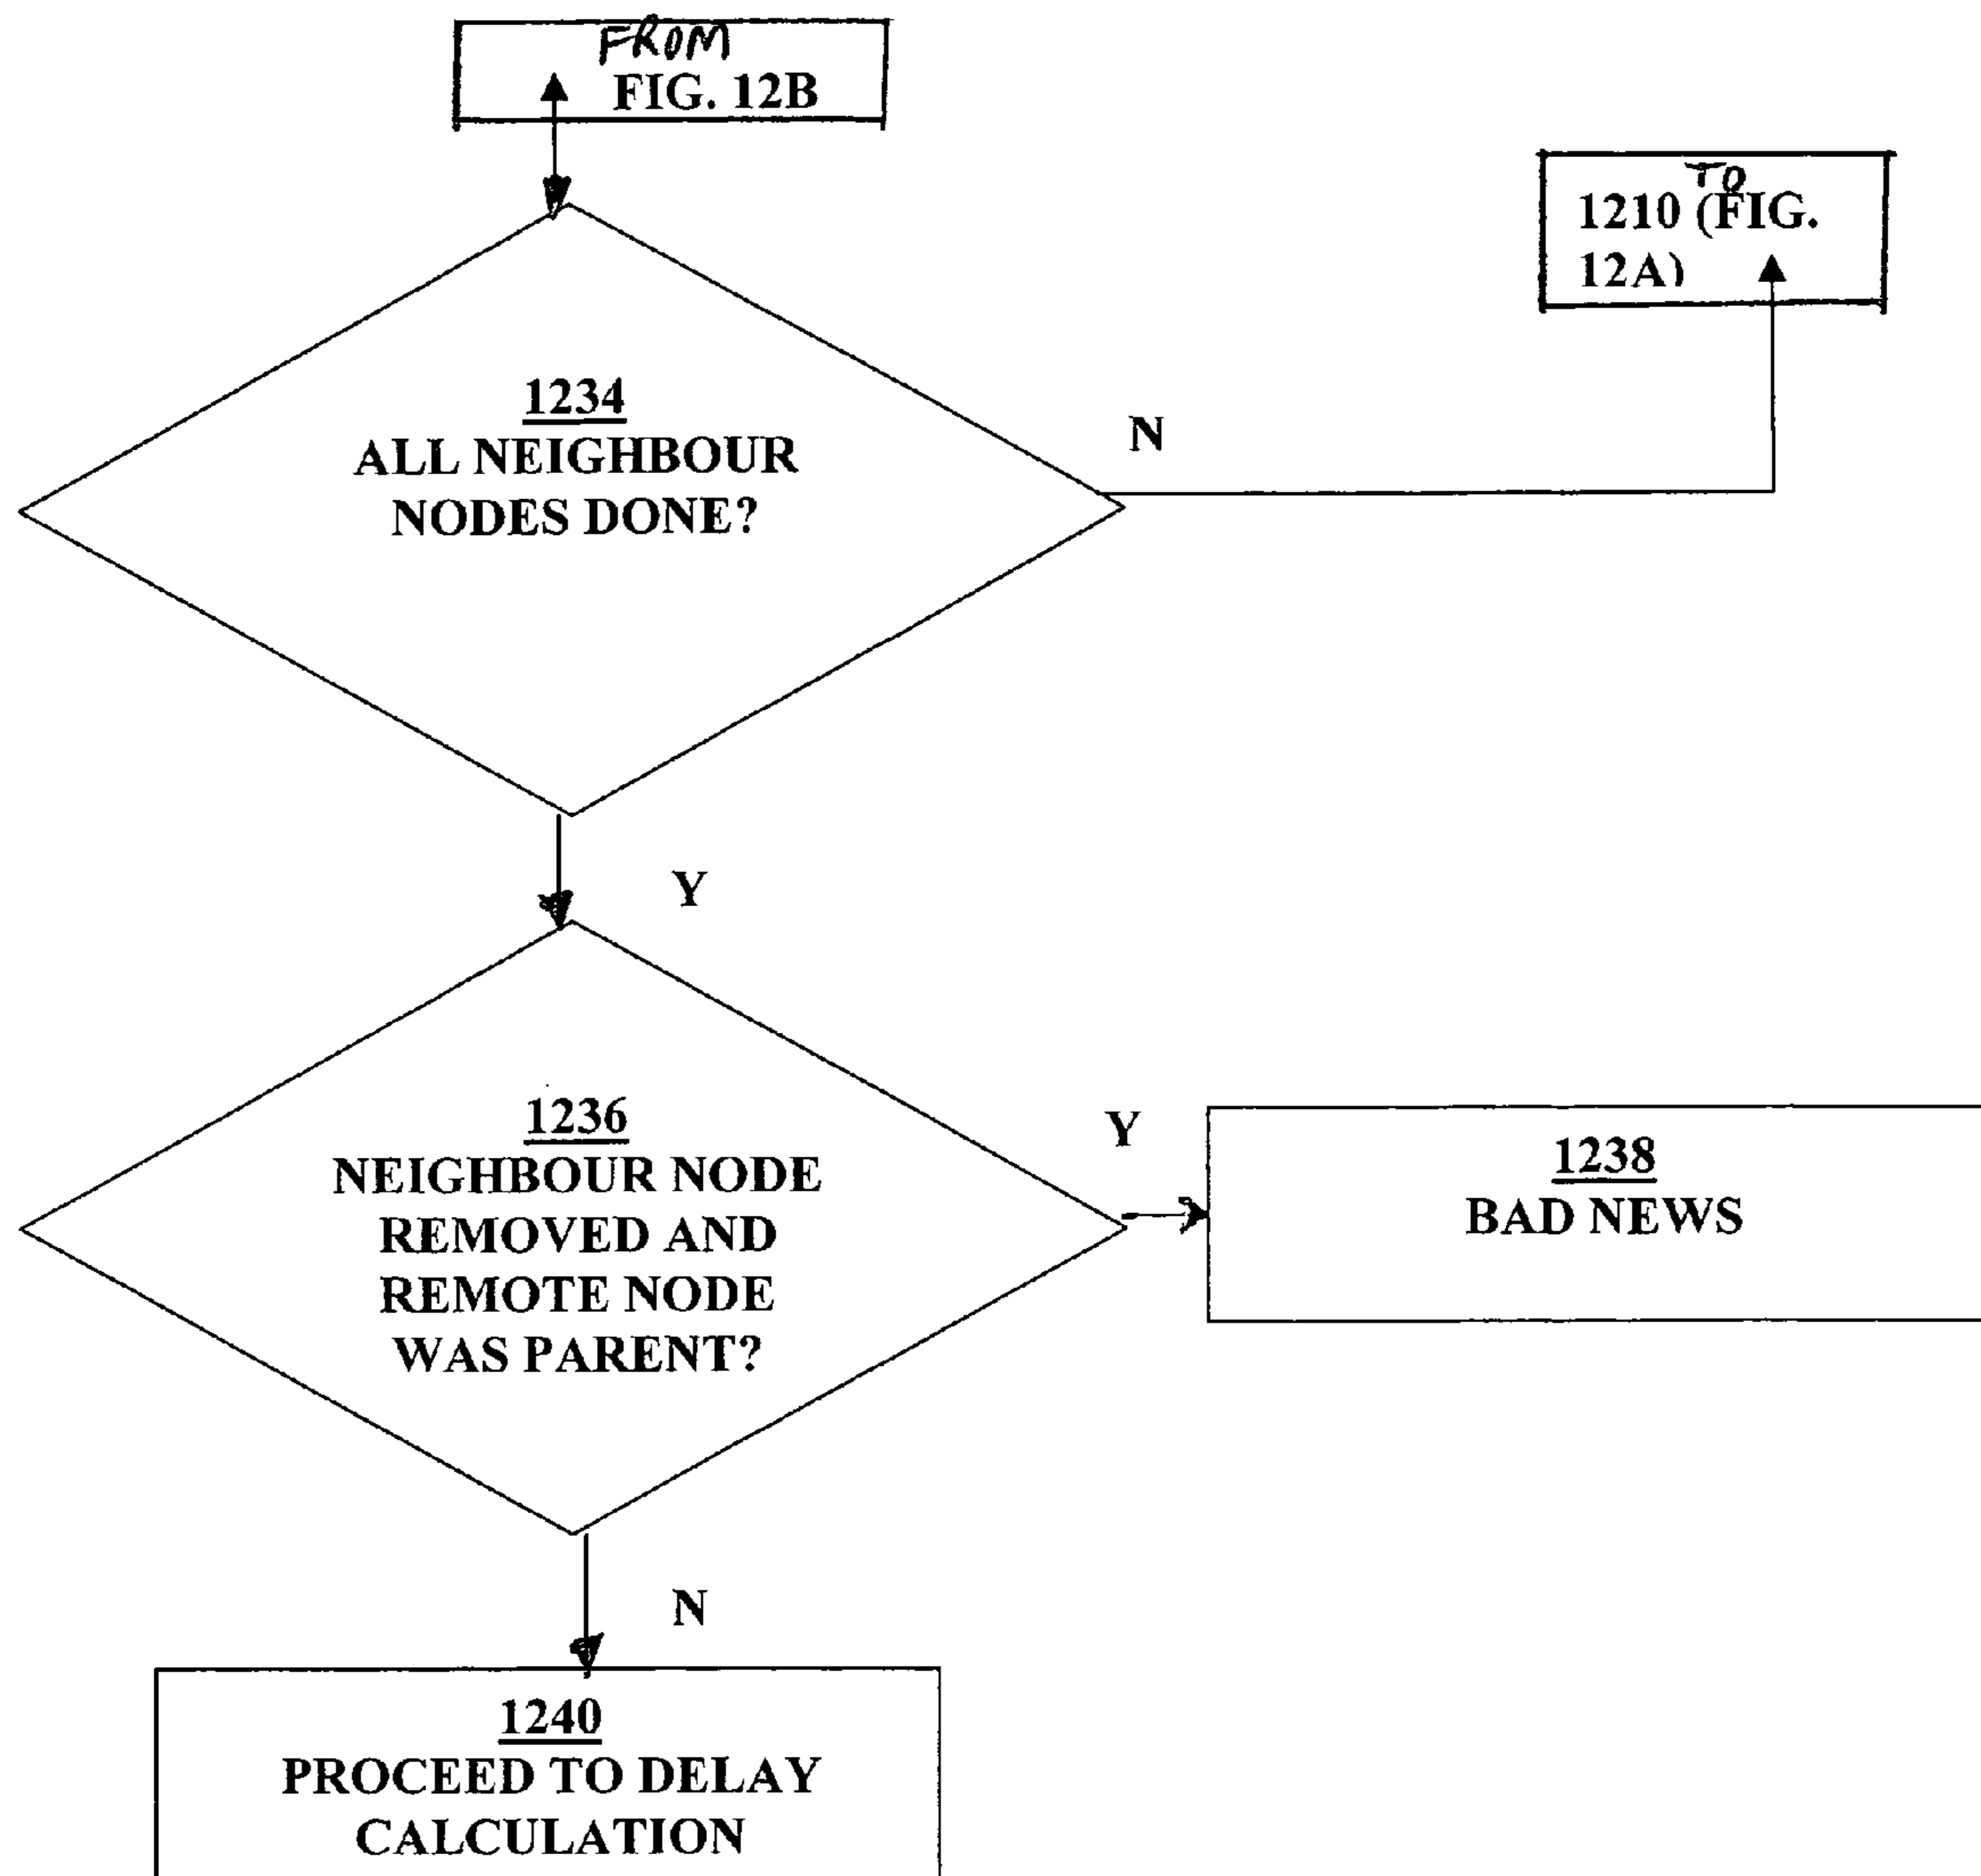 FROM
FIG. 12B
TO
1210 (FIG.
12A)
1234
ALL NEIGHBOUR
NODES DONE?
N
Y
1236
NEIGHBOUR NODE
REMOVED AND
REMOTE NODE
WAS PARENT?
Y
1238
BAD NEWS
N
1240
PROCEED TO DELAY
CALCULATION